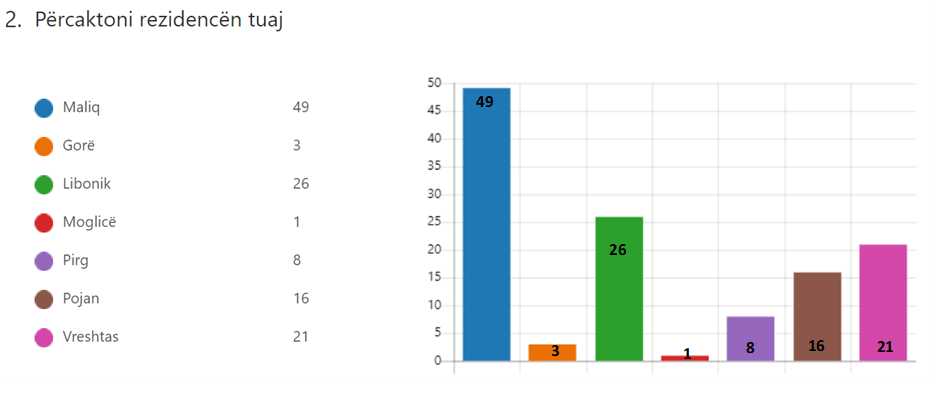 2. Përcaktoni rezidencën tuaj
Maliq 49
Gorë 3
Libonik 26
Moglicë 1
Pirg 8
Pojan 16
Vreshtas 21
50
45
40
35
30
25
20
15
10
5
0
49
3
26
1
8
16
21